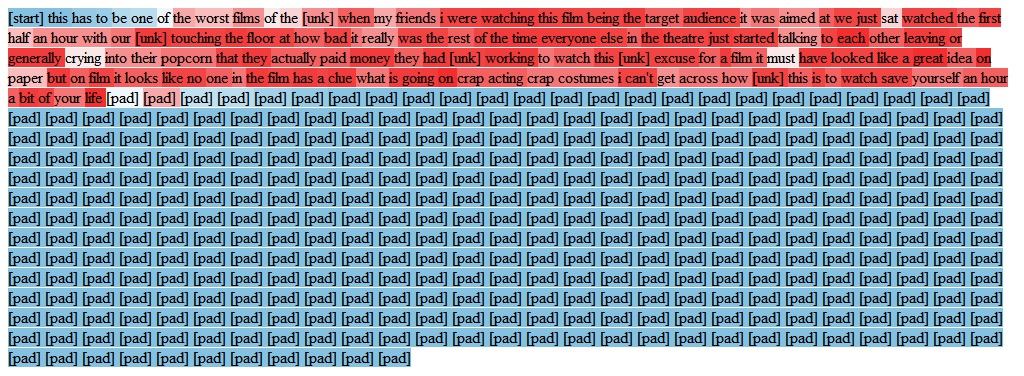 [start] this has to be one of the worst films of the [unk] when my friends i were watching this film being the target audience it was aimed at we just sat watched the first
half an hour with our [unk] touching the floor at how bad it really was the rest of the time everyone else in the theatre just started talking to each other leaving or
generally crying into their popcorn that they actually paid money they had [unk] working to watch this [unk] excuse for a film it must have looked like a great idea on
paper but on film it looks like no one in the film has a clue what is going on crap acting crap costumes i can't get across how [unk] this is to watch save yourself an hour
a bit of your life [pad] [pad] [pad] [pad] [pad] [pad] [pad] [pad] [pad] [pad] [pad] [pad] [pad] [pad] [pad] [pad] [pad] [pad] [pad] [pad] [pad] [pad] [pad] [pad]
[pad] [pad] [pad] [pad] [pad] [pad] [pad] [pad] [pad] [pad] [pad] [pad] [pad] [pad] [pad] [pad] [pad] [pad] [pad] [pad] [pad] [pad] [pad] [pad] [pad] [pad] [pad]
[pad] [pad] [pad] [pad] [pad] [pad] [pad] [pad] [pad] [pad] [pad] [pad] [pad] [pad] [pad] [pad] [pad] [pad] [pad] [pad] [pad] [pad] [pad] [pad] [pad] [pad] [pad]
[pad] [pad] [pad] [pad] [pad] [pad] [pad] [pad] [pad] [pad] [pad] [pad] [pad] [pad] [pad] [pad] [pad] [pad] [pad] [pad] [pad] [pad] [pad] [pad] [pad] [pad] [pad]
[pad] [pad] [pad] [pad] [pad] [pad] [pad] [pad] [pad] [pad] [pad] [pad] [pad] [pad] [pad] [pad] [pad] [pad] [pad] [pad] [pad] [pad] [pad] [pad] [pad] [pad] [pad]
[pad] [pad] [pad] [pad] [pad] [pad] [pad] [pad] [pad] [pad] [pad] [pad] [pad] [pad] [pad] [pad] [pad] [pad] [pad] [pad] [pad] [pad] [pad] [pad] [pad] [pad] [pad]
[pad] [pad] [pad] [pad] [pad] [pad] [pad] [pad] [pad] [pad] [pad] [pad] [pad] [pad] [pad] [pad] [pad] [pad] [pad] [pad] [pad] [pad] [pad] [pad] [pad] [pad] [pad]
[pad] [pad] [pad] [pad] [pad] [pad] [pad] [pad] [pad] [pad] [pad] [pad] [pad] [pad] [pad] [pad] [pad] [pad] [pad] [pad] [pad] [pad] [pad] [pad] [pad] [pad] [pad]
[pad] [pad] [pad] [pad] [pad] [pad] [pad] [pad] [pad] [pad] [pad] [pad] [pad] [pad] [pad] [pad] [pad] [pad] [pad] [pad] [pad] [pad] [pad] [pad] [pad] [pad] [pad]
[pad] [pad] [pad] [pad] [pad] [pad] [pad] [pad] [pad] [pad] [pad] [pad] [pad] [pad] [pad] [pad] [pad] [pad] [pad] [pad] [pad] [pad] [pad] [pad] [pad] [pad] [pad]
[pad] [pad] [pad] [pad] [pad] [pad] [pad] [pad] [pad] [pad] [pad] [pad] [pad] [pad] [pad] [pad] [pad] [pad] [pad] [pad] [pad] [pad] [pad] [pad] [pad] [pad] [pad]
[pad] [pad] [pad] [pad] [pad] [pad] [pad] [pad] [pad] [pad] [pad] [pad] [pad] [pad] [pad] [pad] [pad] [pad] [pad] [pad] [pad] [pad] [pad] [pad] [pad] [pad] [pad]
[pad] [pad] [pad] [pad] [pad] [pad] [pad] [pad] [pad] [pad] [pad] [pad] [pad] [pad] [pad] [pad] [pad] [pad] [pad] [pad] [pad] [pad] [pad] [pad] [pad] [pad] [pad]
[pad] [pad] [pad] [pad] [pad] [pad] [pad] [pad] [pad] [pad] [pad]